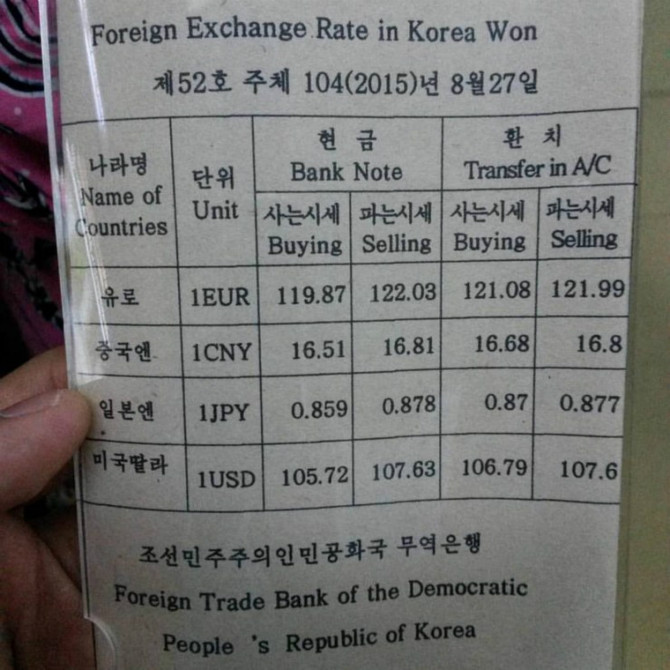 Foreign Exchange Rate in Korea Won
제52호 주체 104(2015)년 8월27일
나라명 Name of Countries 단위 Unit 현 금 Bank Note 환 치 Transfer in A/C
사는시세 Buying 파는시세 Selling 사는시세 Buying 파는시세 Selling
유로 1EUR 119.87 122.03 121.08 121.99
중국엔 1CNY 16.51 16.81 16.68 16.8
일본엔 1JPY 0.859 0.878 0.87 0.877
미국딸라 1USD 105.72 107.63 106.79 107.6
조선민주주의인민공화국 무역은행
Foreign Trade Bank of the Democratic
People 's Republic of Korea